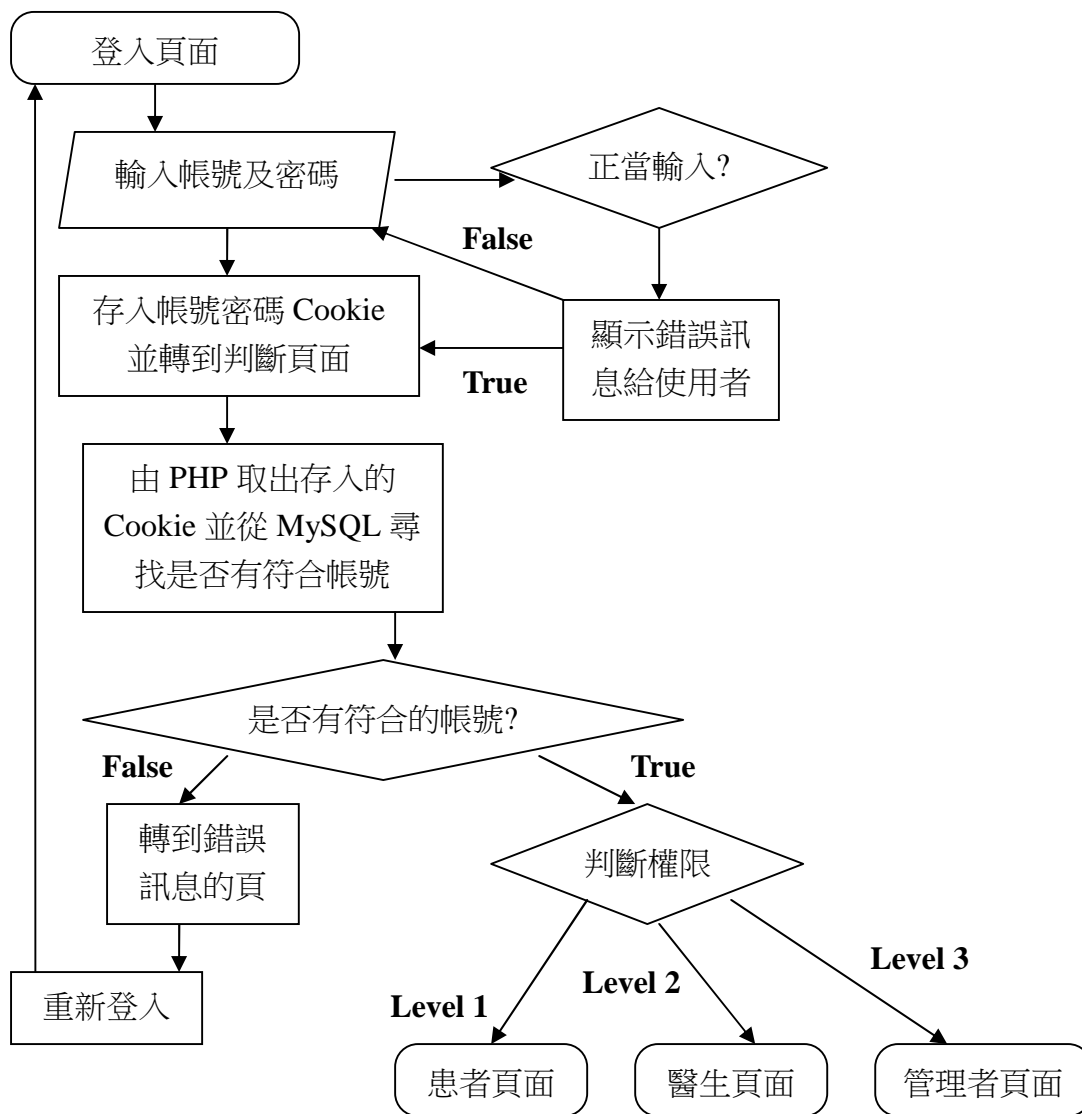 登入頁面
輸入帳號及密碼
正當輸入?
False
存入帳號密碼 Cookie
並轉到判斷頁面
顯示錯誤訊
息給使用者
True
由 PHP 取出存入的
Cookie 並從 MySQL 尋
找是否有符合帳號
是否有符合的帳號?
False
True
轉到錯誤
訊息的頁
判斷權限
重新登入
Level 1
Level 2
Level 3
患者頁面
醫生頁面
管理者頁面